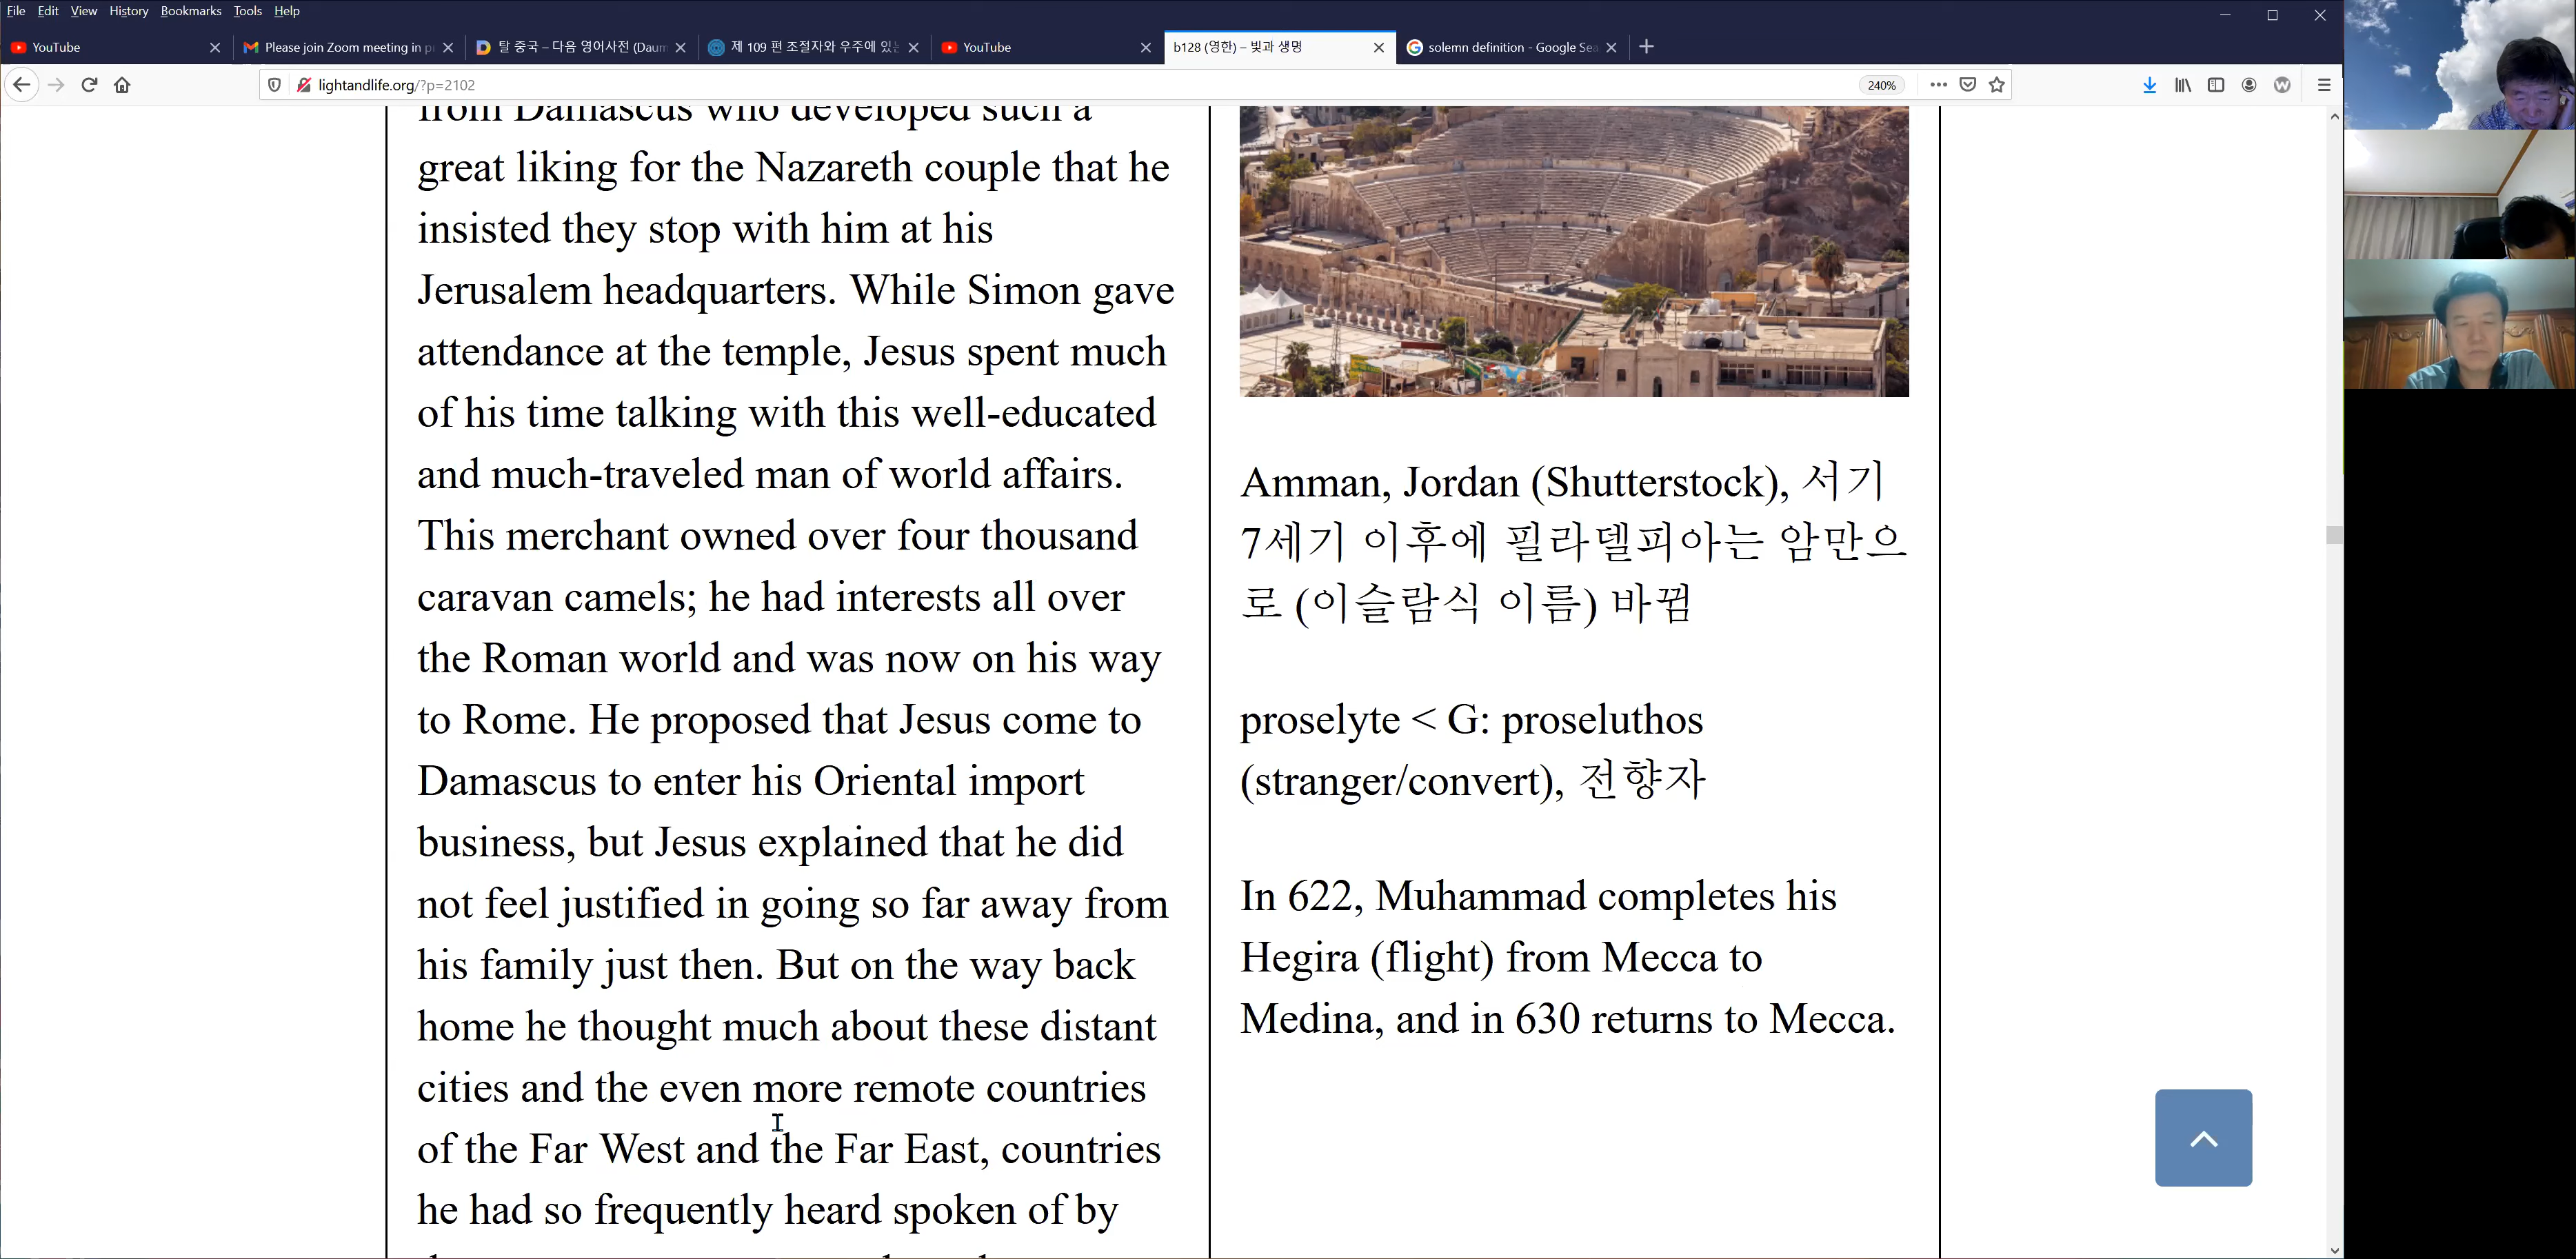 File Edit View History Bookmarks Tools Help
YouTube
Please join Zoom meeting in p
탈 중국 – 다음 영어사전 (Daum
제 109 편 조절자와 우주에 있는
YouTube
b128 (영한) – 빛과 생명
solemn definition - Google Sea
lightandlife.org/?p=2102
240%
from Damascus who developed such a
great liking for the Nazareth couple that he
insisted they stop with him at his
Jerusalem headquarters. While Simon gave
attendance at the temple, Jesus spent much
of his time talking with this well-educated
and much-traveled man of world affairs.
This merchant owned over four thousand
caravan camels; he had interests all over
the Roman world and was now on his way
to Rome. He proposed that Jesus come to
Damascus to enter his Oriental import
business, but Jesus explained that he did
not feel justified in going so far away from
his family just then. But on the way back
home he thought much about these distant
cities and the even more remote countries
of the Far West and the Far East, countries
he had so frequently heard spoken of by
Amman, Jordan (Shutterstock), 서기
7세기 이후에 필라델피아는 암만으
로 (이슬람식 이름) 바뀜
proselyte < G: proseluthos
(stranger/convert), 전향자
In 622, Muhammad completes his
Hegira (flight) from Mecca to
Medina, and in 630 returns to Mecca.